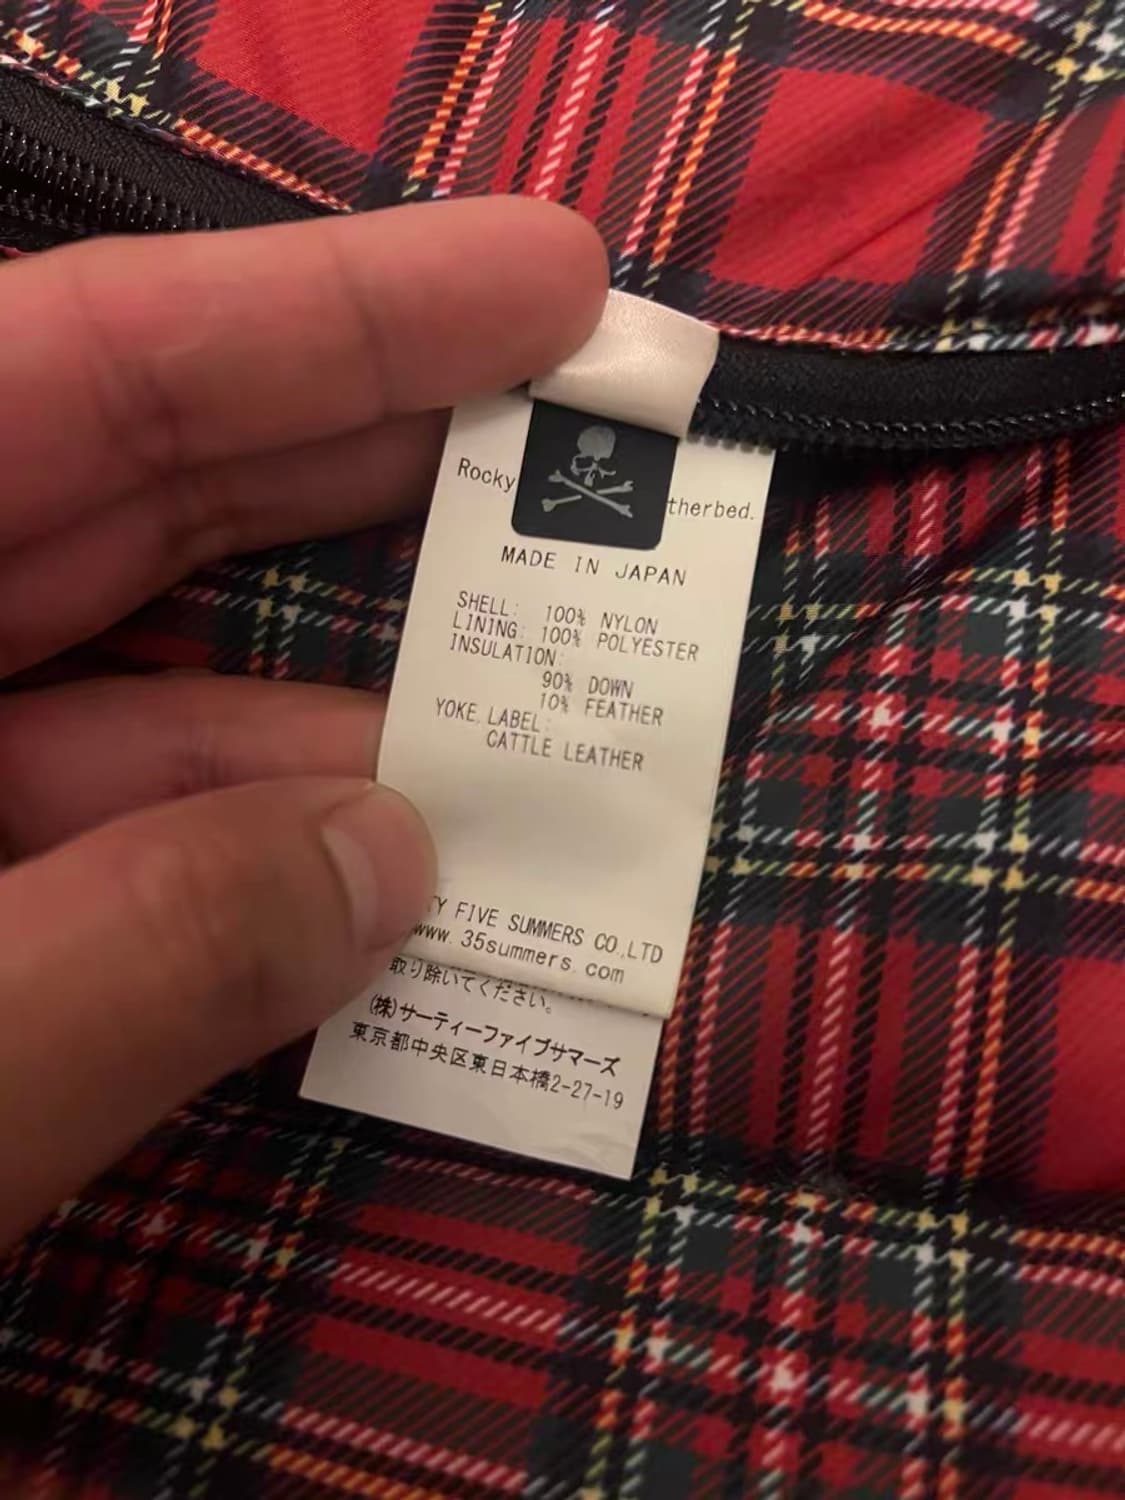 Rocky therbed.
MADE IN JAPAN
SHELL: 100% NYLON
LINING: 100% POLYESTER
INSULATION:
90% DOWN
10% FEATHER
YOKE, LABEL:
CATTLE LEATHER
TY FIVE SUMMERS CO.,LTD
www.35summers.com
取り除いてください。
(株)サーティーファイブサマーズ
東京都中央区東日本橋2-27-19